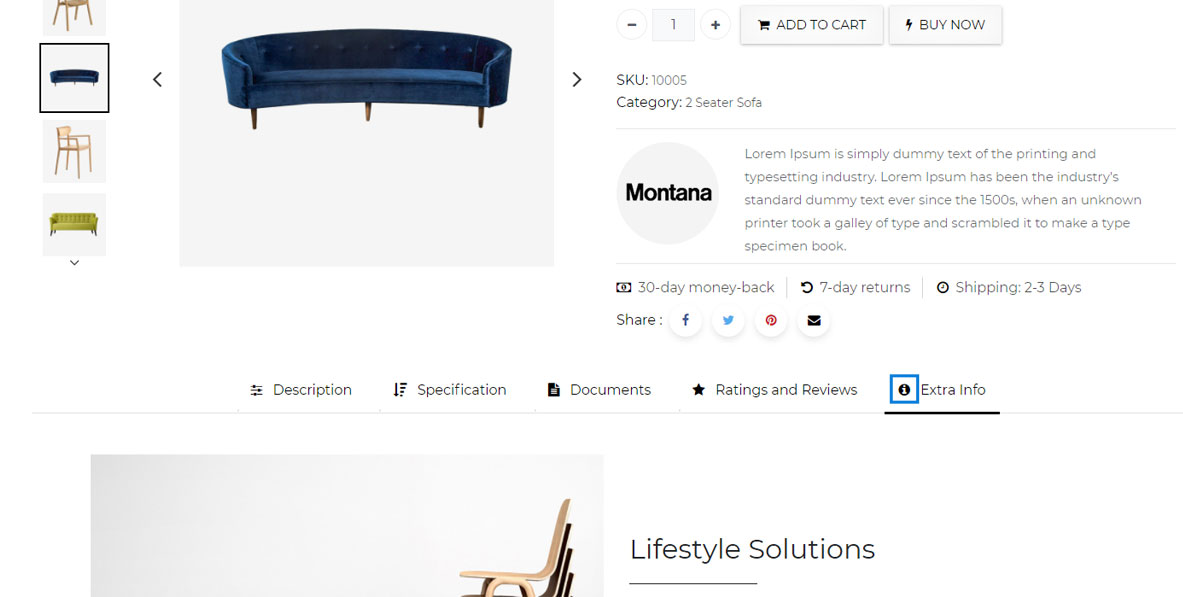 1
ADD TO CART
BUY NOW
SKU: 10005
Category: 2 Seater Sofa
Montana
Lorem Ipsum is simply dummy text of the printing and
typesetting industry. Lorem Ipsum has been the industry's
standard dummy text ever since the 1500s, when an unknown
printer took a galley of type and scrambled it to make a type
specimen book.
30-day money-back
7-day returns
Shipping: 2-3 Days
Share :
Description
Specification
Documents
Ratings and Reviews
Extra Info
Lifestyle Solutions